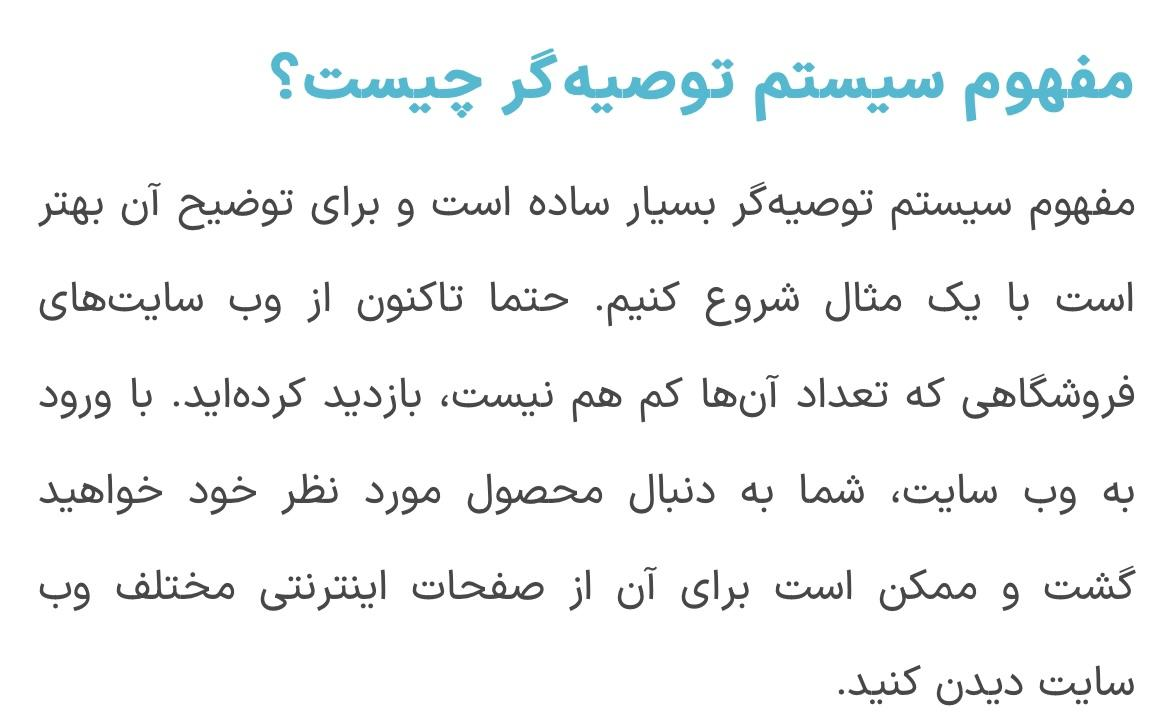 مفهوم سیستم توصیه‌گر چیست؟
مفهوم سیستم توصیه‌گر بسیار ساده است و برای توضیح آن بهتر
است با یک مثال شروع کنیم. حتما تاکنون از وب سایت‌های
فروشگاهی که تعداد آن‌ها کم هم نیست، بازدید کرده‌اید. با ورود
به وب سایت، شما به دنبال محصول مورد نظر خود خواهید
گشت و ممکن است برای آن از صفحات اینترنتی مختلف وب
سایت دیدن کنید.